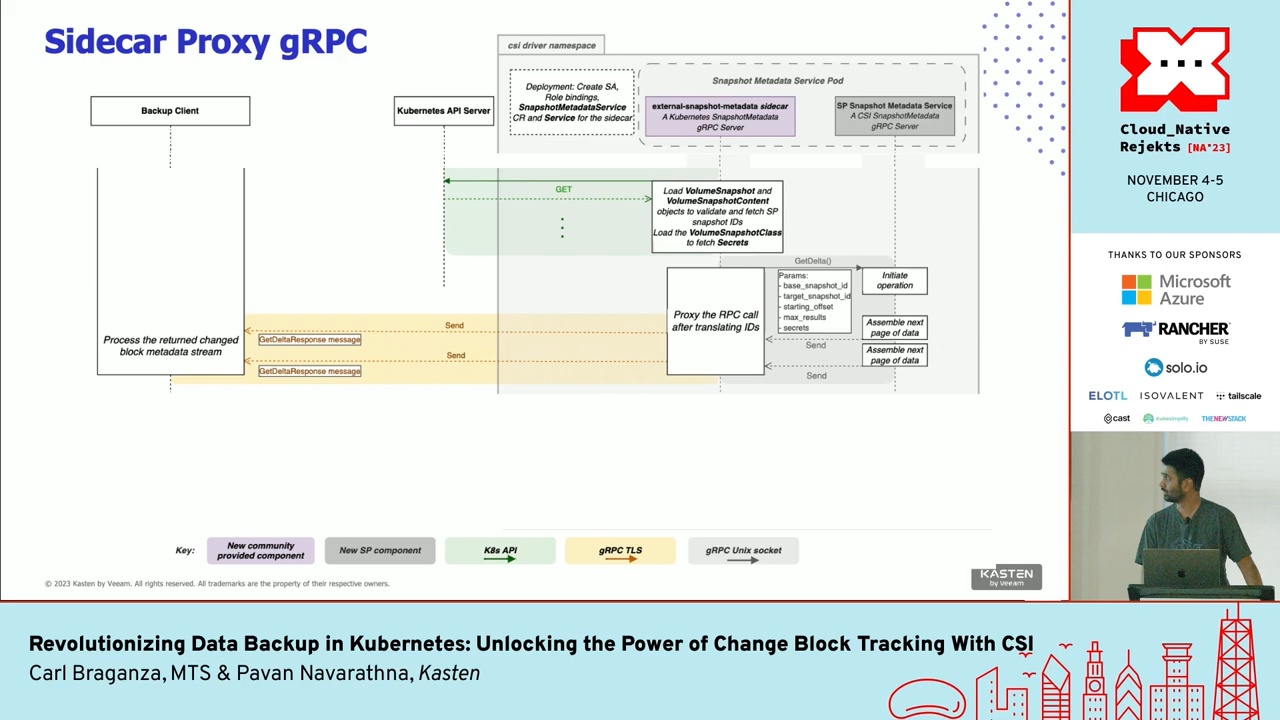 Sidecar Proxy gRPC
csi driver namespace
Backup Client
Kubernetes API Server
Deployment: Create SA,
Role bindings,
SnapshotMetadataService
CR and Service for the sidecar
Snapshot Metadata Service Pod
external-snapshot-metadata sidecar
A Kubernetes SnapshotMetadata
gRPC Server
SP Snapshot Metadata Service
A CSI SnapshotMetadata
gRPC Server
GET
Load VolumeSnapshot and
VolumeSnapshotContent
objects to validate and fetch SP
snapshot IDs
Load the VolumeSnapshotClass
to fetch Secrets
GetDelta()
Params:
- base_snapshot_id
- target_snapshot_id
- starting_offset
- max_results
- secrets
Initiate
operation
Proxy the RPC call
after translating IDs
Assemble next
page of data
Send
Assemble next
page of data
Send
Send
GetDeltaResponse message
Send
GetDeltaResponse message
Process the returned changed
block metadata stream
Key:
New community
provided component
New SP component
K8s API
gRPC TLS
gRPC Unix socket
© 2023 Kasten by Veeam. All rights reserved. All trademarks are the property of their respective owners.
KASTEN
by Veeam
Cloud_Native
Rejekts [NA'23]
NOVEMBER 4-5
CHICAGO
THANKS TO OUR SPONSORS
Microsoft
Azure
RANCHER
BY SUSE
solo.io
ELOTL
ISOVALENT
tailscale
cast
Kubesimplify
THENEWSTACK
Revolutionizing Data Backup in Kubernetes: Unlocking the Power of Change Block Tracking With CSI
Carl Braganza, MTS & Pavan Navarathna, Kasten